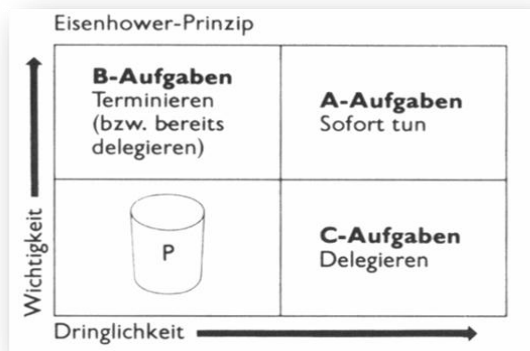 Eisenhower-Prinzip
B-Aufgaben
Terminieren
(bzw. bereits
delegieren)
A-Aufgaben
Sofort tun
Wichtigkeit
P
C-Aufgaben
Delegieren
Dringlichkeit